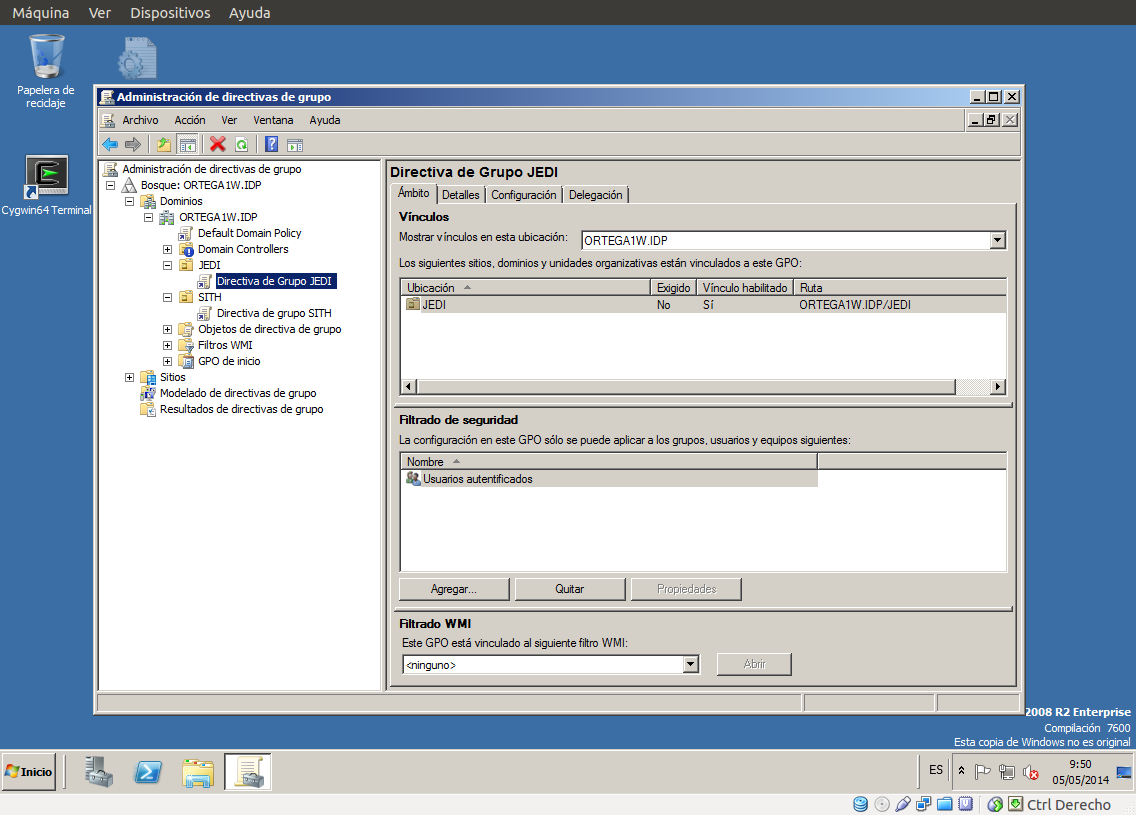 Máquina Ver Dispositivos Ayuda
Papelera de
reciclaje
Cygwin64 Terminal
Administración de directivas de grupo
Archivo Acción Ver Ventana Ayuda
Administración de directivas de grupo
Bosque: ORTEGA1W.IDP
Dominios
ORTEGA1W.IDP
Default Domain Policy
Domain Controllers
JEDI
Directiva de Grupo JEDI
SITH
Directiva de grupo SITH
Objetos de directiva de grupo
Filtros WMI
GPO de inicio
Sitios
Modelado de directivas de grupo
Resultados de directivas de grupo
Directiva de Grupo JEDI
Ámbito Detalles Configuración Delegación
Vínculos
Mostrar vínculos en esta ubicación: ORTEGA1W.IDP
Los siguientes sitios, dominios y unidades organizativas están vinculados a este GPO:
Ubicación Exigido Vínculo habilitado Ruta
JEDI No Sí ORTEGA1W.IDP/JEDI
Filtrado de seguridad
La configuración en este GPO sólo se puede aplicar a los grupos, usuarios y equipos siguientes:
Nombre
Usuarios autentificados
Agregar... Quitar Propiedades
Filtrado WMI
Este GPO está vinculado al siguiente filtro WMI:
<ninguno> Abrir
2008 R2 Enterprise
Compilación 7600
Esta copia de Windows no es original
Inicio ES 9:50
05/05/2014
Ctrl Derecho